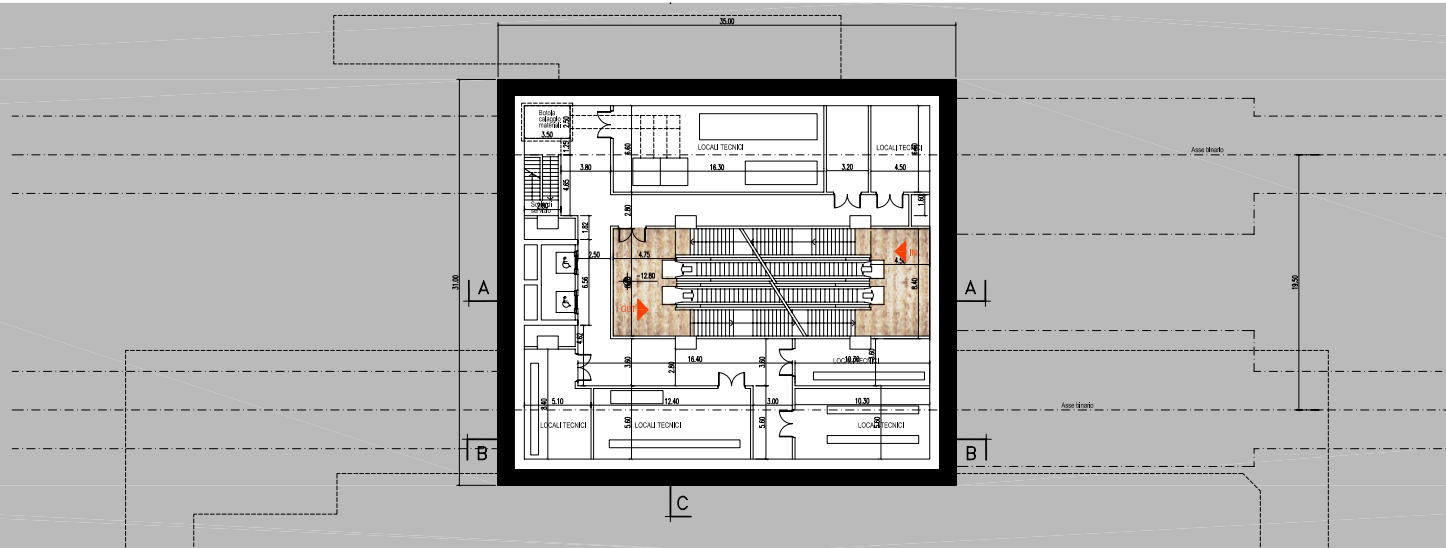 35.00
Botola
calaggio
materiali
2.50
3.50
1.25
6.60
LOCALI TECNICI
LOCALI TECNICI
Asse binario
3.80
16.30
3.20
4.50
4.65
Scala di
servizio
2.80
1.60
1.82
2.50
4.75
IN
31.00
A
6.56
-12.80
8.40
A
19.50
OUT
4.62
3.60
16.40
2.80
3.60
10.30
LOCALI TECNICI
8.40
5.10
12.40
3.00
10.30
Asse binario
LOCALI TECNICI
5.60
LOCALI TECNICI
5.60
LOCALI TECNICI
5.60
B
B
C